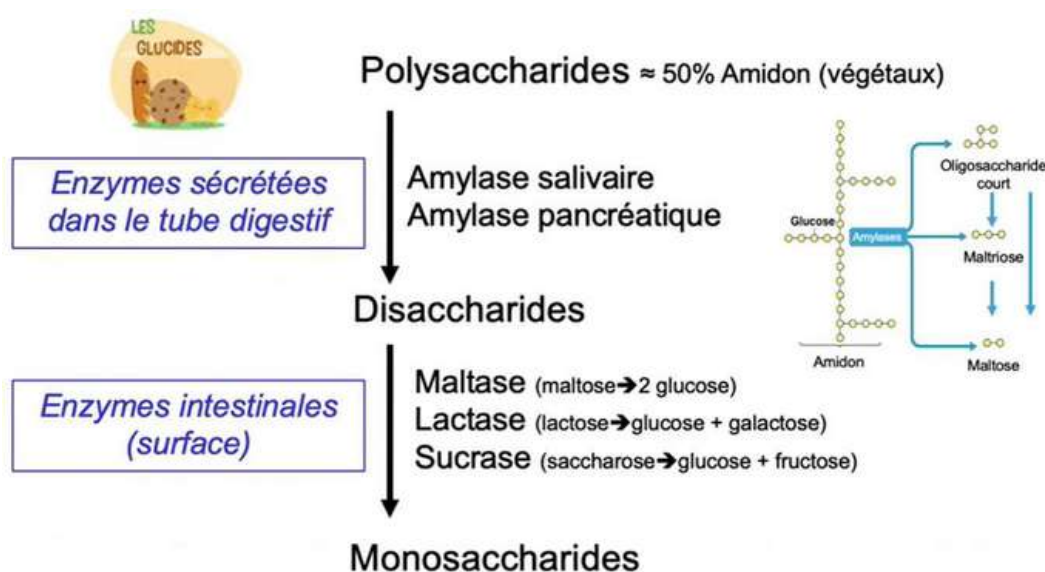 LES
GLUCIDES
Polysaccharides ≈ 50% Amidon (végétaux)
Enzymes sécrétées
dans le tube digestif
Amylase salivaire
Amylase pancréatique
Oligosaccharide
court
Glucose
Amylases
Maltriose
Amidon
Maltose
Disaccharides
Enzymes intestinales
(surface)
Maltase (maltose➔2 glucose)
Lactase (lactose➔glucose + galactose)
Sucrase (saccharose➔glucose + fructose)
Monosaccharides